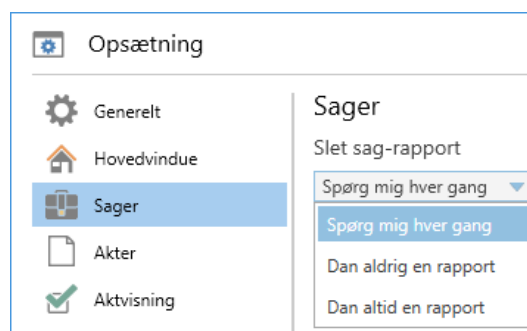 Opsætning
Generelt
Hovedvindue
Sager
Akter
Aktvisning
Sager
Slet sag-rapport
Spørg mig hver gang
Spørg mig hver gang
Dan aldrig en rapport
Dan altid en rapport